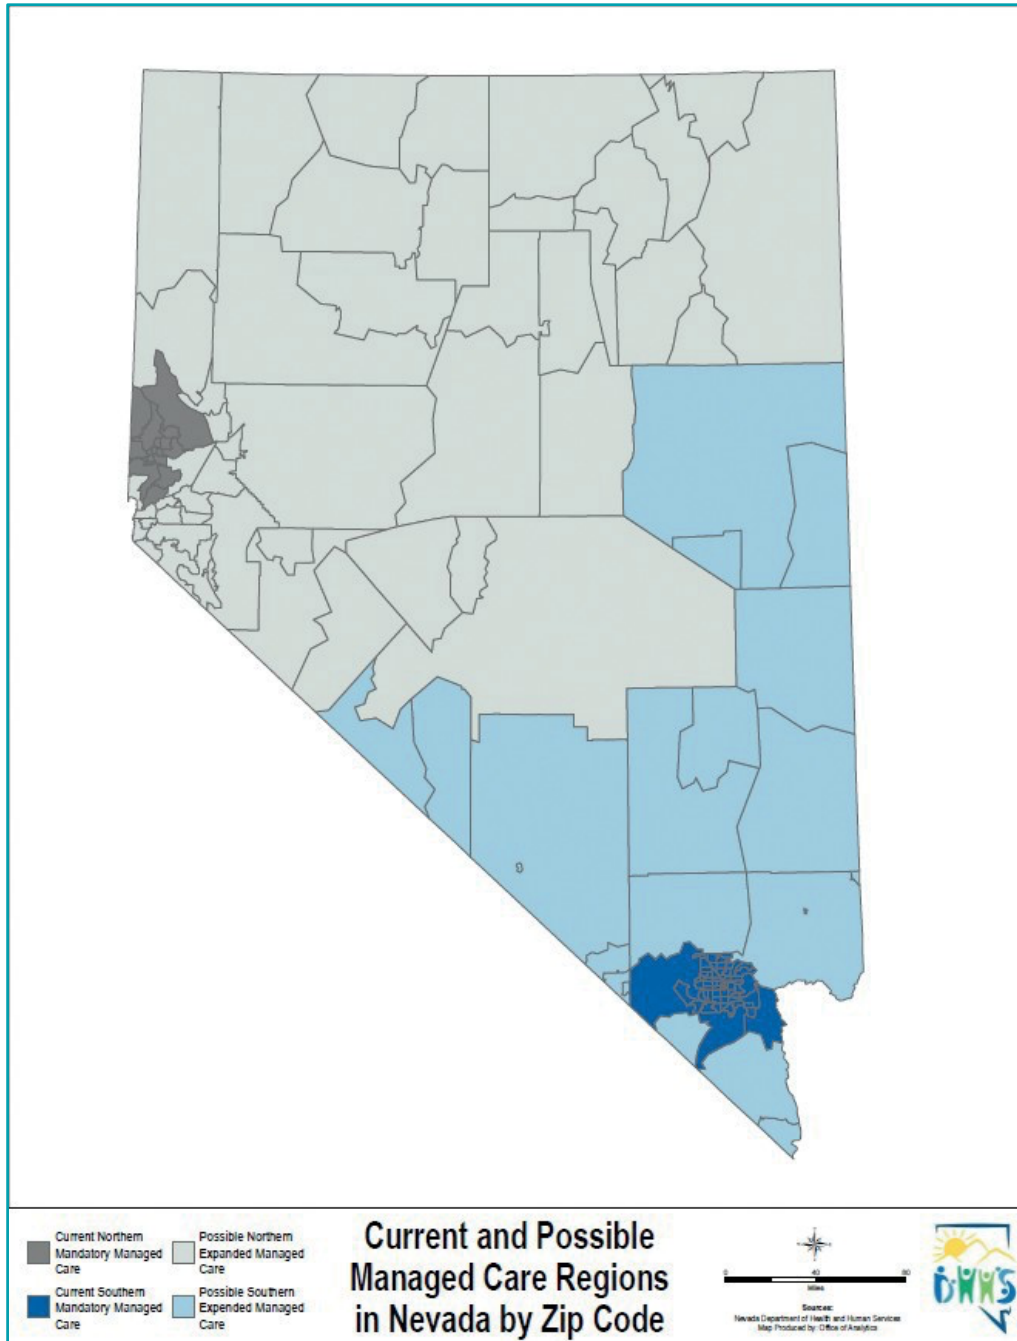 Current Northern
Mandatory Managed
Care
Possible Northern
Expanded Managed
Care
Current Southern
Mandatory Managed
Care
Possible Southern
Expended Managed
Care
Current and Possible
Managed Care Regions
in Nevada by Zip Code
0 40 80
Miles
Sources:
Nevada Department of Health and Human Services
Map Produced by: Office of Analytics
DHHS